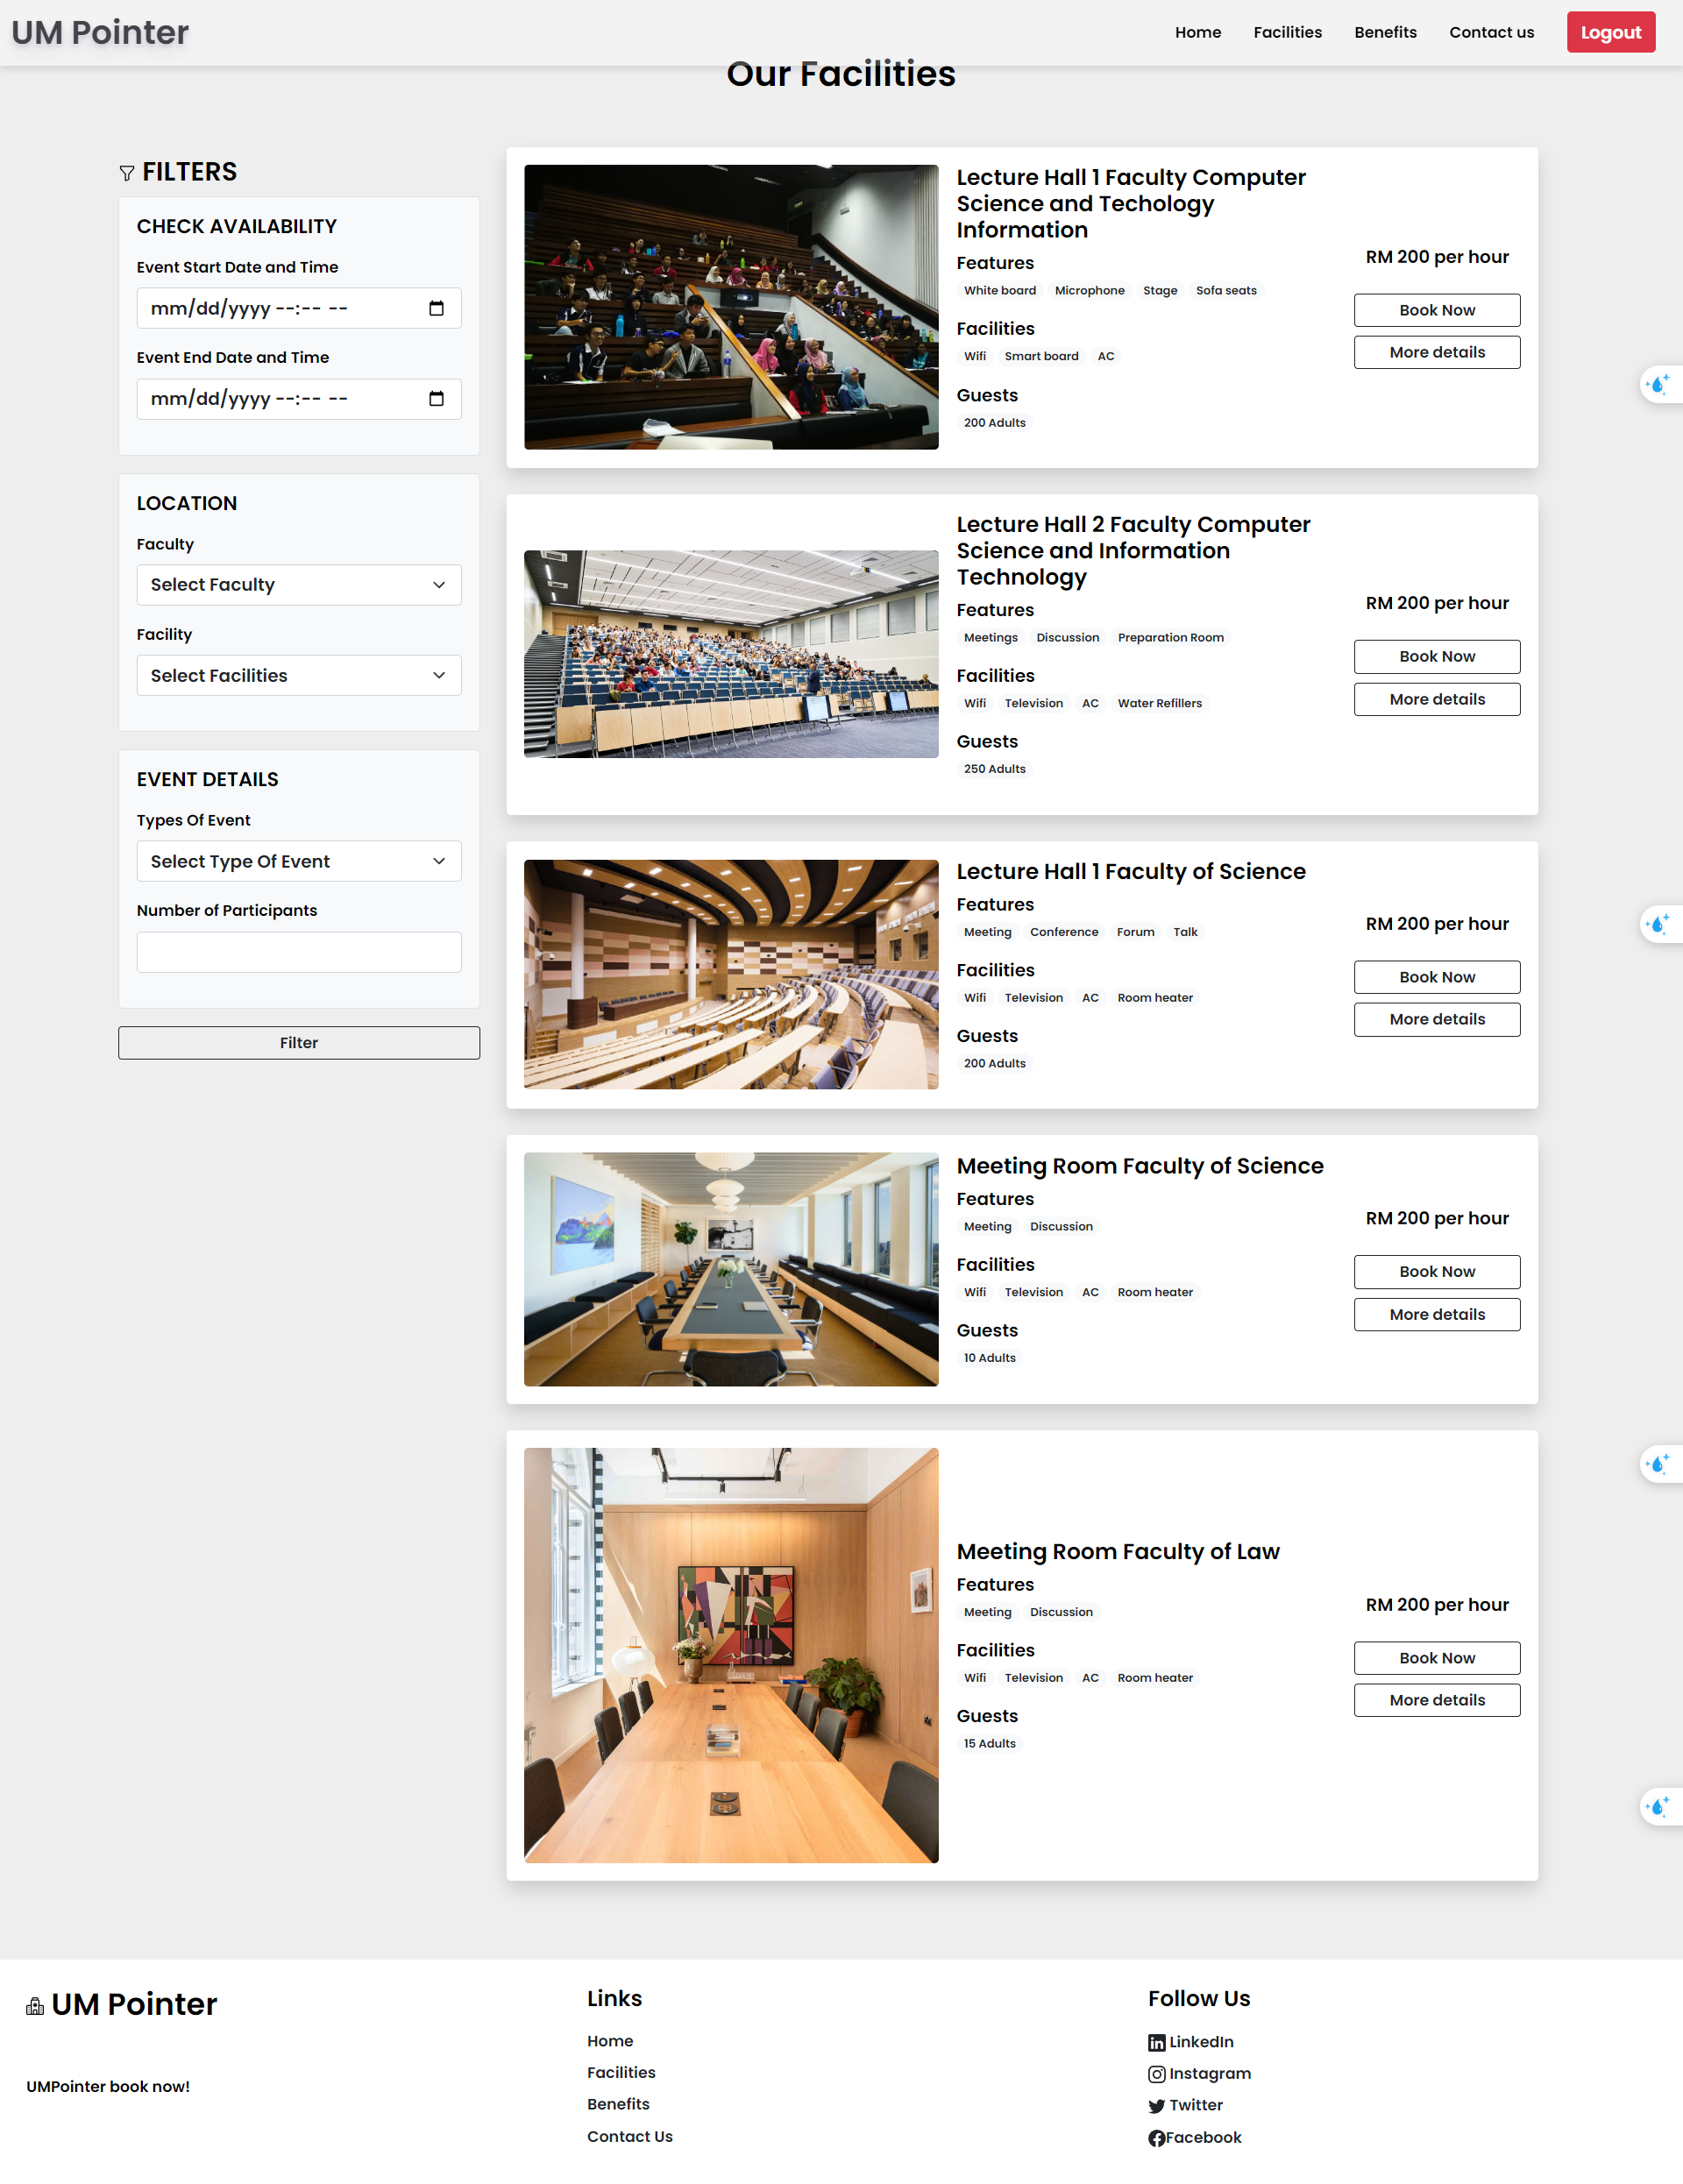 UM Pointer
Home
Facilities
Benefits
Contact us
Logout
Our Facilities
FILTERS
CHECK AVAILABILITY
Event Start Date and Time
mm/dd/yyyy --:-- --
Event End Date and Time
mm/dd/yyyy --:-- --
LOCATION
Faculty
Select Faculty
Facility
Select Facilities
EVENT DETAILS
Types Of Event
Select Type Of Event
Number of Participants
Filter
Lecture Hall 1 Faculty Computer
Science and Techology
Information
Features
White board Microphone Stage Sofa seats
Facilities
Wifi Smart board AC
Guests
200 Adults
RM 200 per hour
Book Now
More details
Lecture Hall 2 Faculty Computer
Science and Information
Technology
Features
Meetings Discussion Preparation Room
Facilities
Wifi Television AC Water Refillers
Guests
250 Adults
RM 200 per hour
Book Now
More details
Lecture Hall 1 Faculty of Science
Features
Meeting Conference Forum Talk
Facilities
Wifi Television AC Room heater
Guests
200 Adults
RM 200 per hour
Book Now
More details
Meeting Room Faculty of Science
Features
Meeting Discussion
Facilities
Wifi Television AC Room heater
Guests
10 Adults
RM 200 per hour
Book Now
More details
Meeting Room Faculty of Law
Features
Meeting Discussion
Facilities
Wifi Television AC Room heater
Guests
15 Adults
RM 200 per hour
Book Now
More details
UM Pointer
UMPointer book now!
Links
Home
Facilities
Benefits
Contact Us
Follow Us
LinkedIn
Instagram
Twitter
Facebook